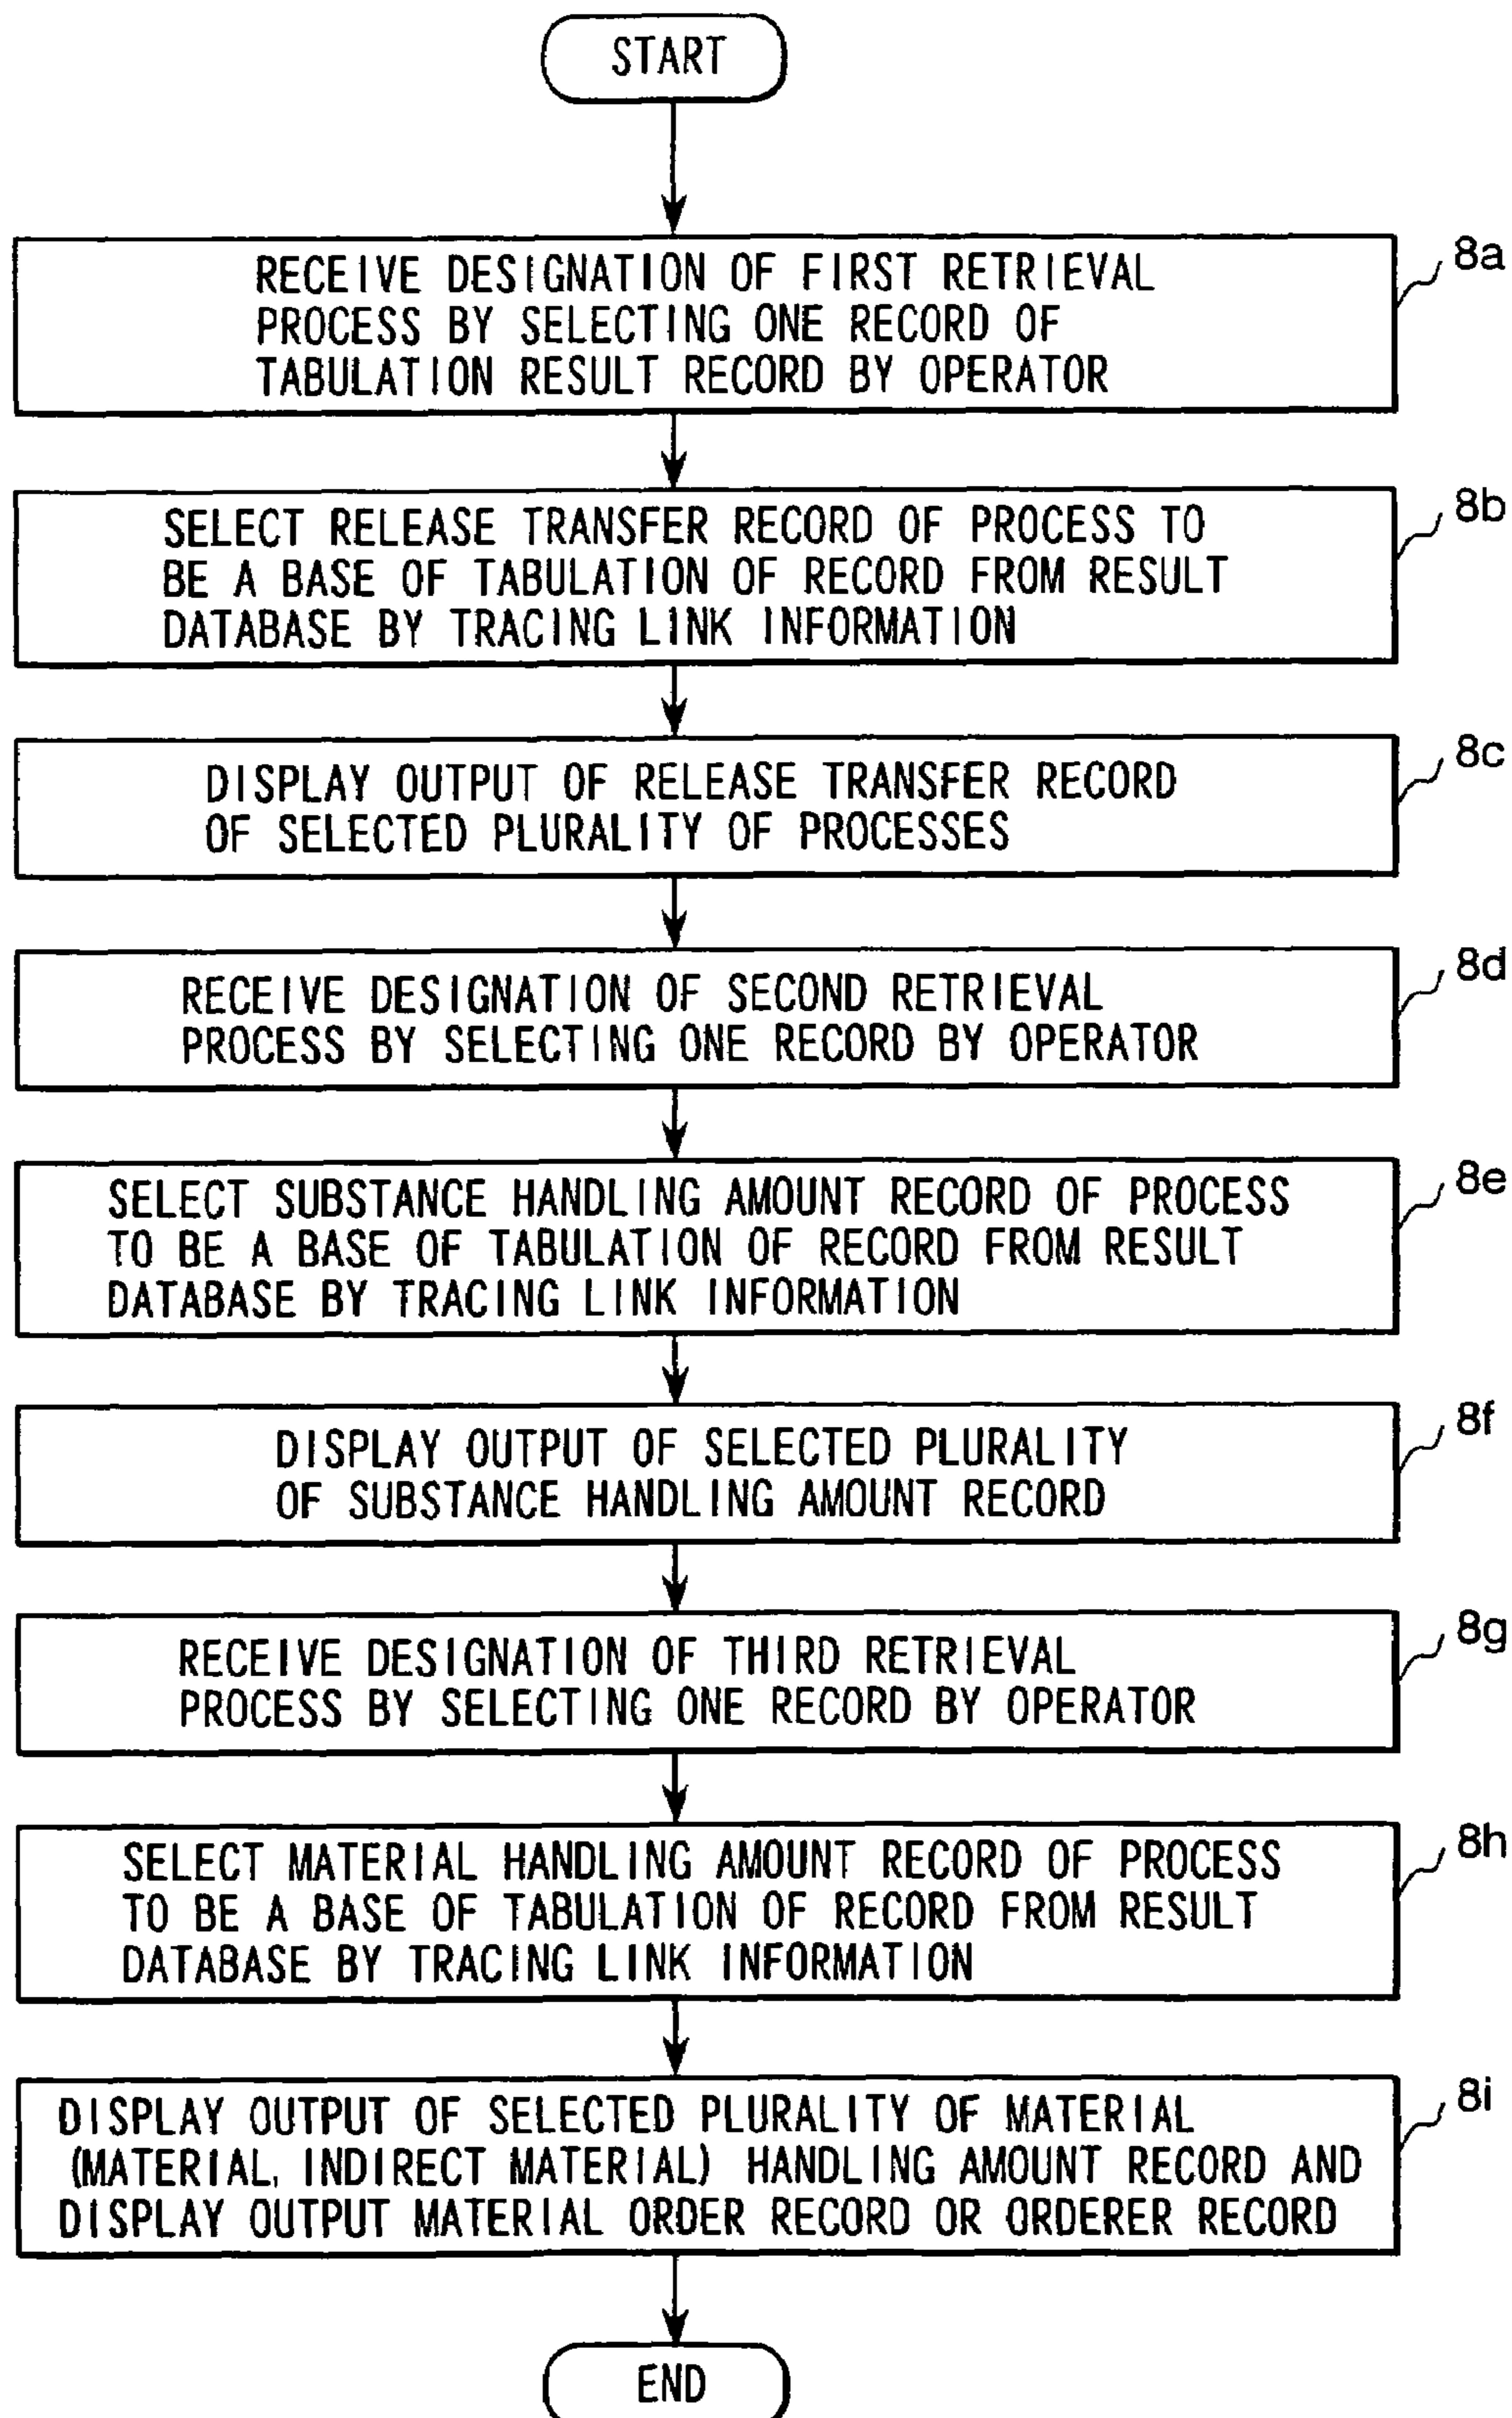 START
RECEIVE DESIGNATION OF FIRST RETRIEVAL
PROCESS BY SELECTING ONE RECORD OF
TABULATION RESULT RECORD BY OPERATOR
8a
SELECT RELEASE TRANSFER RECORD OF PROCESS TO
BE A BASE OF TABULATION OF RECORD FROM RESULT
DATABASE BY TRACING LINK INFORMATION
8b
DISPLAY OUTPUT OF RELEASE TRANSFER RECORD
OF SELECTED PLURALITY OF PROCESSES
8c
RECEIVE DESIGNATION OF SECOND RETRIEVAL
PROCESS BY SELECTING ONE RECORD BY OPERATOR
8d
SELECT SUBSTANCE HANDLING AMOUNT RECORD OF PROCESS
TO BE A BASE OF TABULATION OF RECORD FROM RESULT
DATABASE BY TRACING LINK INFORMATION
8e
DISPLAY OUTPUT OF SELECTED PLURALITY
OF SUBSTANCE HANDLING AMOUNT RECORD
8f
RECEIVE DESIGNATION OF THIRD RETRIEVAL
PROCESS BY SELECTING ONE RECORD BY OPERATOR
8g
SELECT MATERIAL HANDLING AMOUNT RECORD OF PROCESS
TO BE A BASE OF TABULATION OF RECORD FROM RESULT
DATABASE BY TRACING LINK INFORMATION
8h
DISPLAY OUTPUT OF SELECTED PLURALITY OF MATERIAL
(MATERIAL, INDIRECT MATERIAL) HANDLING AMOUNT RECORD AND
DISPLAY OUTPUT MATERIAL ORDER RECORD OR ORDERER RECORD
8i
END